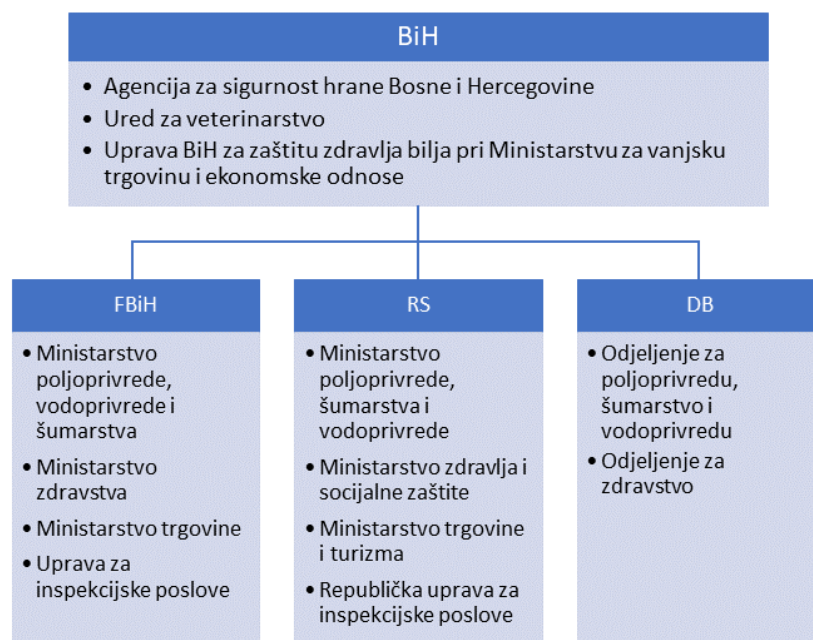 BiH
• Agencija za sigurnost hrane Bosne i Hercegovine
• Ured za veterinarstvo
• Uprava BiH za zaštitu zdravlja bilja pri Ministarstvu za vanjsku
trgovinu i ekonomske odnose
FBiH
• Ministarstvo
poljoprivrede,
vodoprivrede i
šumarstva
• Ministarstvo
zdravstva
• Ministarstvo trgovine
• Uprava za
inspekcijske poslove
RS
• Ministarstvo
poljoprivrede,
šumarstva i
vodoprivrede
• Ministarstvo zdravlja i
socijalne zaštite
• Ministarstvo trgovine
i turizma
• Republička uprava za
inspekcijske poslove
DB
• Odjeljenje za
poljoprivredu,
šumarstvo i
vodoprivredu
• Odjeljenje za
zdravstvo